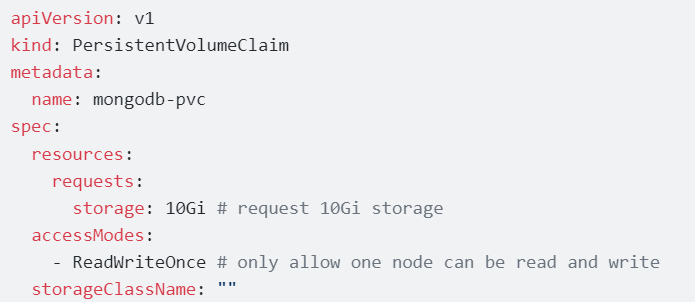 apiVersion: v1
kind: PersistentVolumeClaim
metadata:
  name: mongodb-pvc
spec:
  resources:
    requests:
      storage: 10Gi # request 10Gi storage
  accessModes:
    - ReadWriteOnce # only allow one node can be read and write
  storageClassName: ""